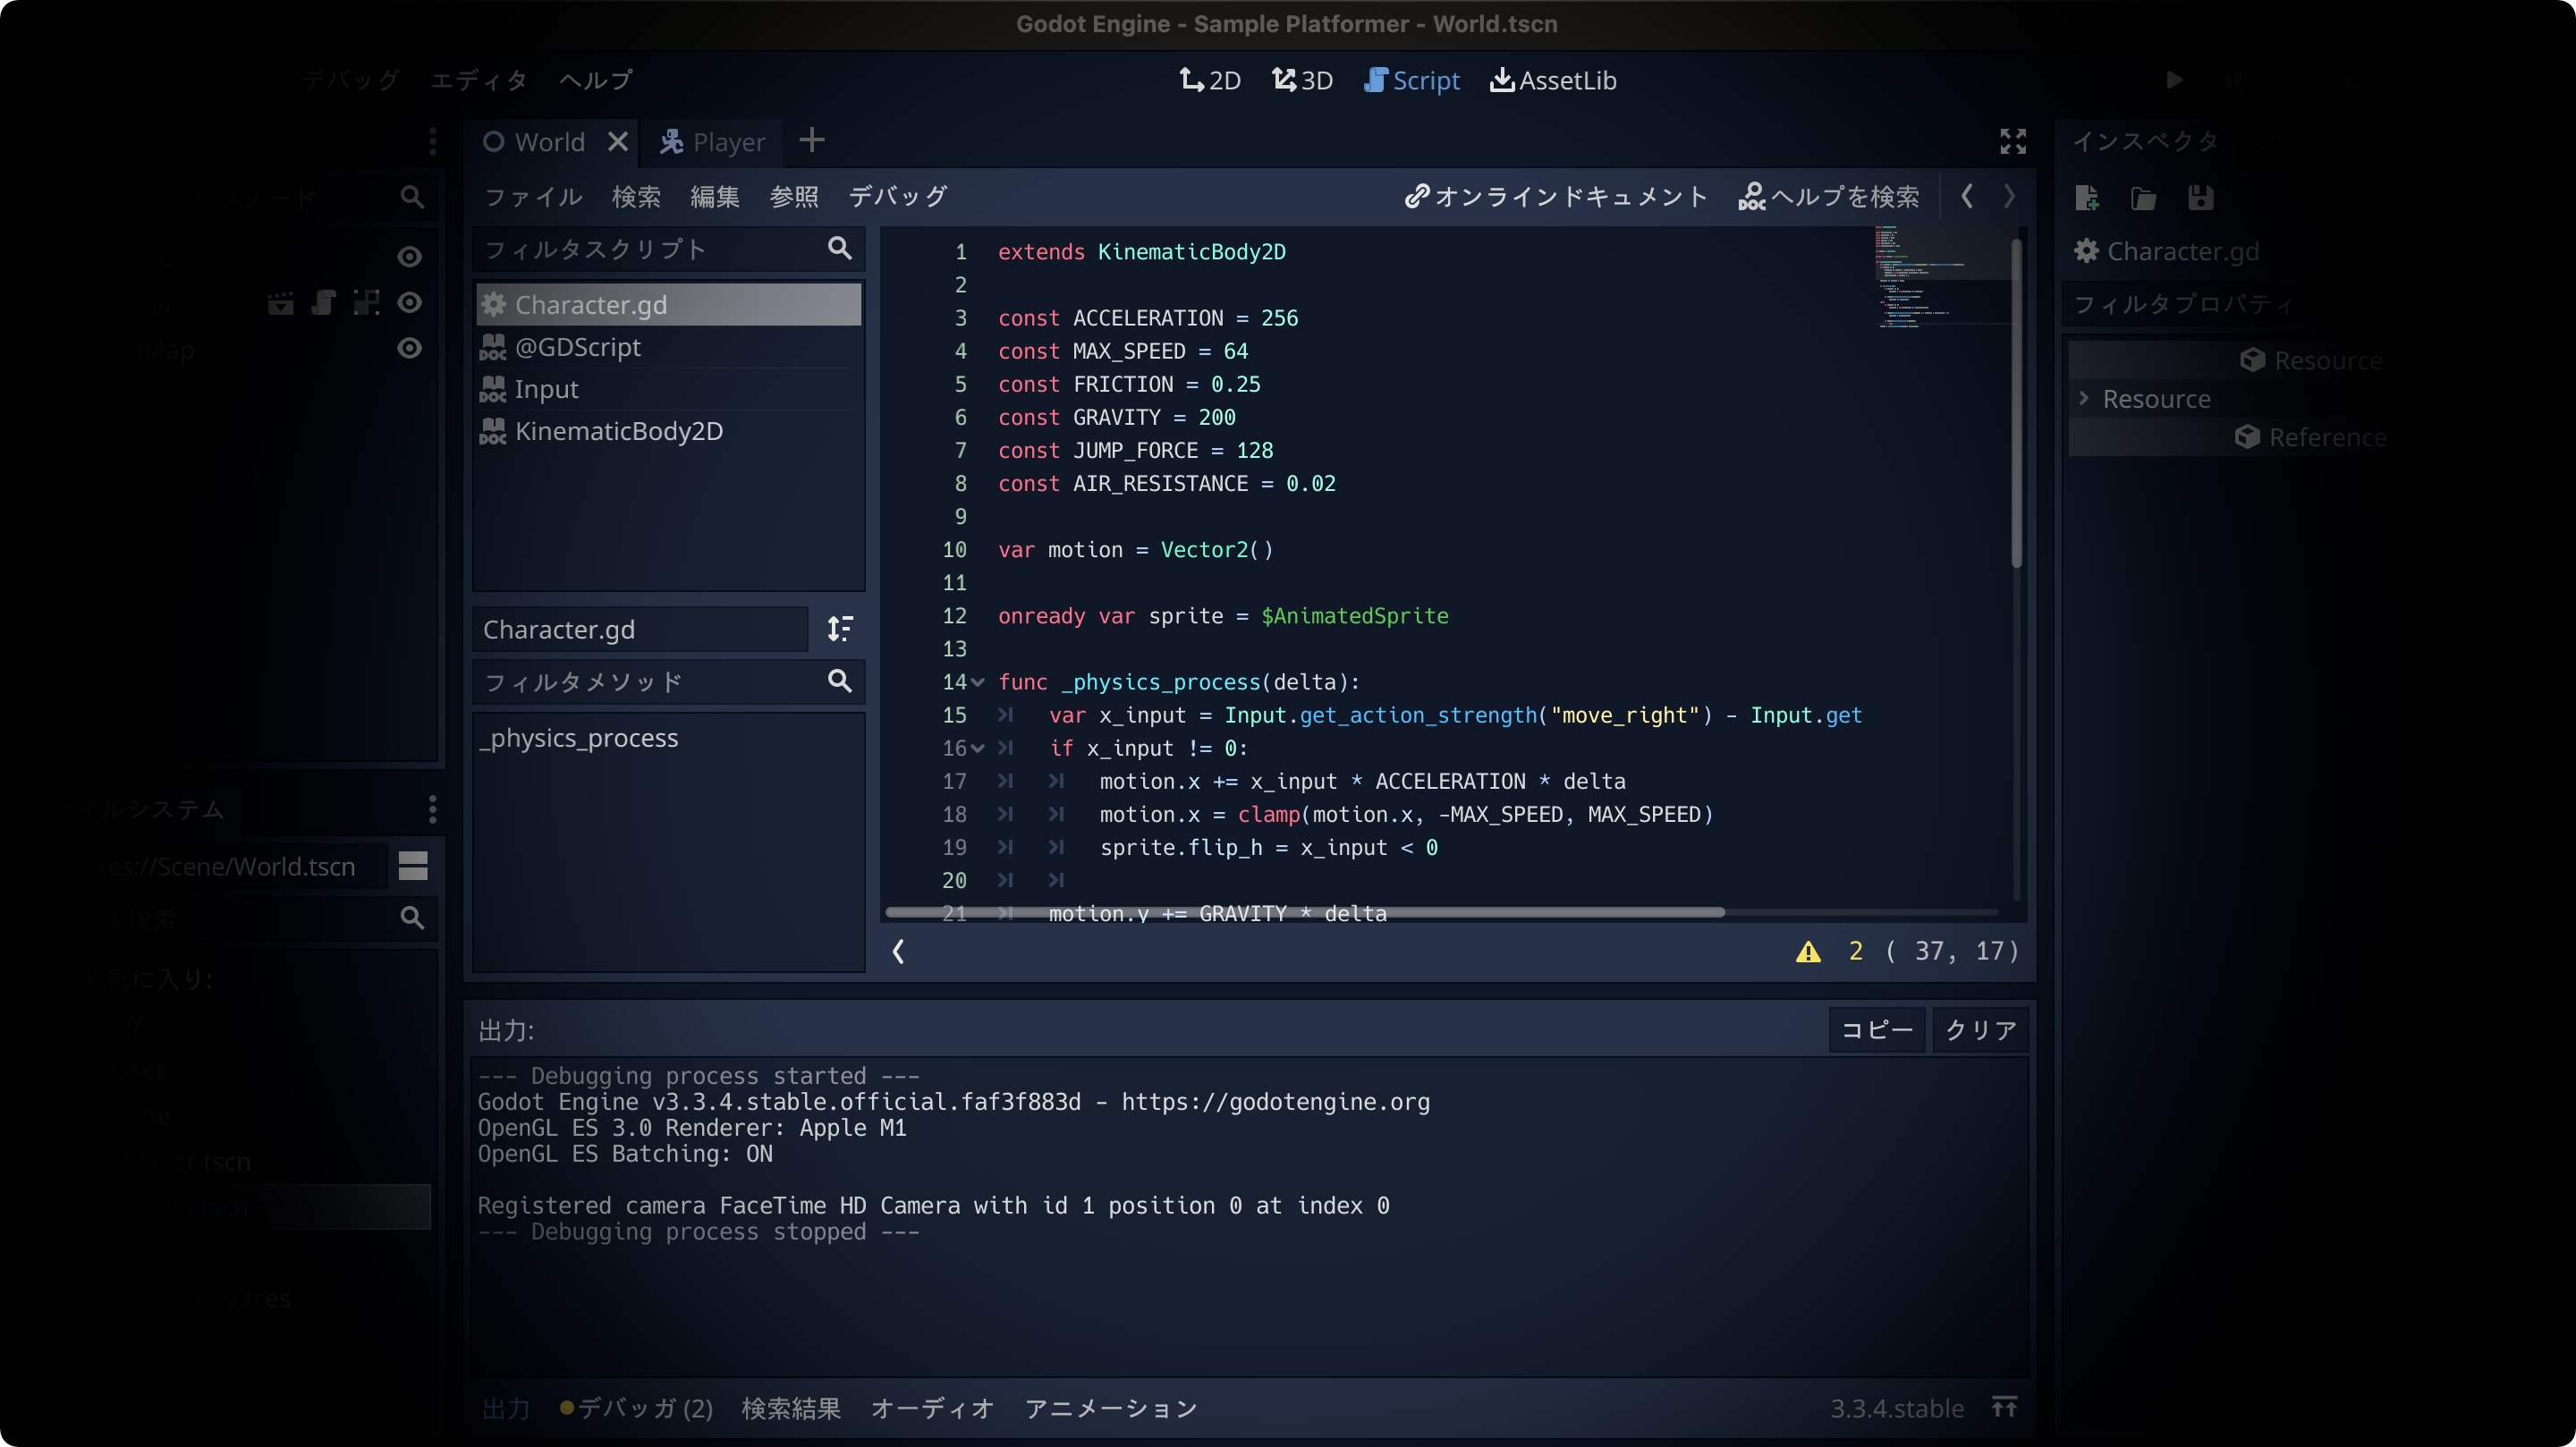 Godot Engine - Sample Platformer - World.tscn
デバッグ エディタ ヘルプ
2D 3D Script AssetLib
World Player
ファイル 検索 編集 参照 デバッグ
オンラインドキュメント ヘルプを検索
フィルタスクリプト
Character.gd
@GDScript
Input
KinematicBody2D
Character.gd
フィルタメソッド
_physics_process
1 extends KinematicBody2D
2
3 const ACCELERATION = 256
4 const MAX_SPEED = 64
5 const FRICTION = 0.25
6 const GRAVITY = 200
7 const JUMP_FORCE = 128
8 const AIR_RESISTANCE = 0.02
9
10 var motion = Vector2()
11
12 onready var sprite = $AnimatedSprite
13
14 func _physics_process(delta):
15 var x_input = Input.get_action_strength("move_right") - Input.get
16 if x_input != 0:
17 motion.x += x_input * ACCELERATION * delta
18 motion.x = clamp(motion.x, -MAX_SPEED, MAX_SPEED)
19 sprite.flip_h = x_input < 0
20
21 motion.y += GRAVITY * delta
2 ( 37, 17)
インスペクタ
Character.gd
フィルタプロパティ
Resource
Resource
Reference
res://Scene/World.tscn
出力:
コピー クリア
--- Debugging process started ---
Godot Engine v3.3.4.stable.official.faf3f883d - https://godotengine.org
OpenGL ES 3.0 Renderer: Apple M1
OpenGL ES Batching: ON
Registered camera FaceTime HD Camera with id 1 position 0 at index 0
--- Debugging process stopped ---
出力 デバッガ (2) 検索結果 オーディオ アニメーション
3.3.4.stable